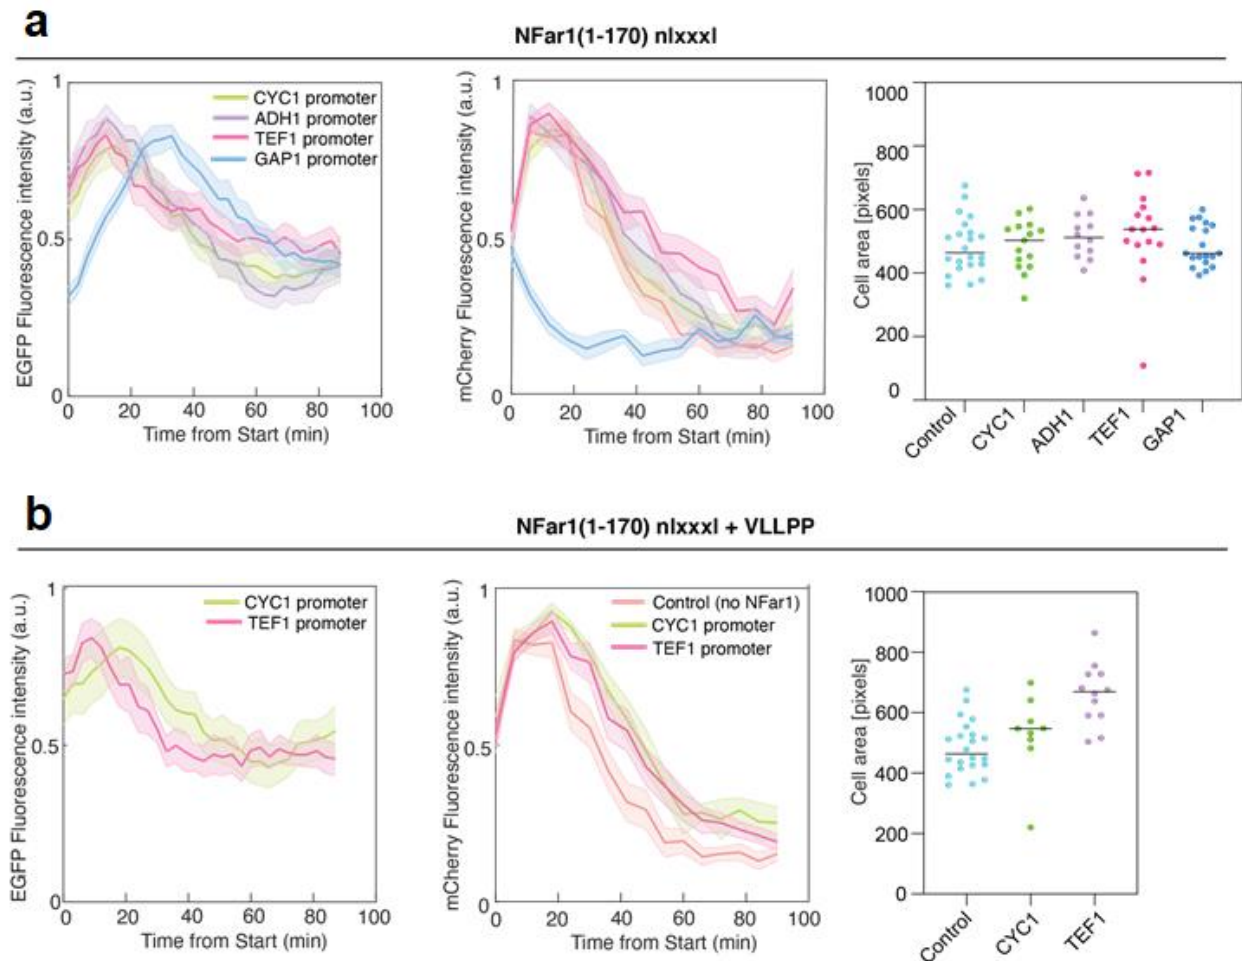 a
NFar1(1-170) nlxxxl
EGFP Fluorescence intensity (a.u.)
1
0.5
0
CYC1 promoter
ADH1 promoter
TEF1 promoter
GAP1 promoter
0 20 40 60 80 100
Time from Start (min)
mCherry Fluorescence intensity (a.u.)
1
0.5
0
0 20 40 60 80 100
Time from Start (min)
Cell area [pixels]
1000
800
600
400
200
0
Control CYC1 ADH1 TEF1 GAP1
b
NFar1(1-170) nlxxxl + VLLPP
EGFP Fluorescence intensity (a.u.)
1
0.5
0
CYC1 promoter
TEF1 promoter
0 20 40 60 80 100
Time from Start (min)
mCherry Fluorescence intensity (a.u.)
1
0.5
0
Control (no NFar1)
CYC1 promoter
TEF1 promoter
0 20 40 60 80 100
Time from Start (min)
Cell area [pixels]
1000
800
600
400
200
0
Control CYC1 TEF1